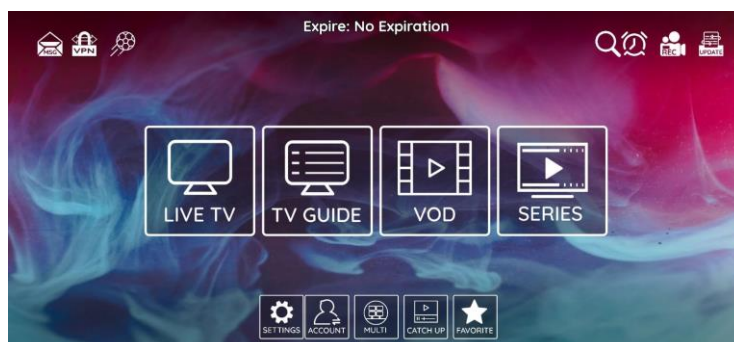 Expire: No Expiration
MSG
VPN
REC
UPDATE
LIVE TV
TV GUIDE
VOD
SERIES
SETTINGS
ACCOUNT
MULTI
CATCH UP
FAVORITE